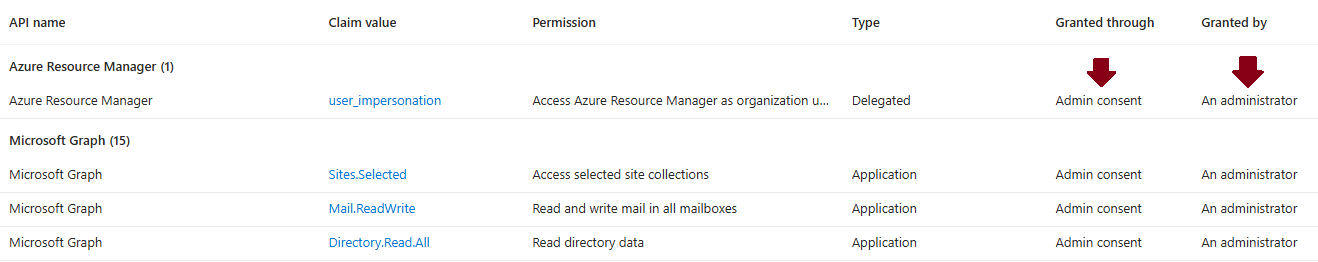 API name Claim value Permission Type Granted through Granted by
Azure Resource Manager (1)
Azure Resource Manager user_impersonation Access Azure Resource Manager as organization u... Delegated Admin consent An administrator
Microsoft Graph (15)
Microsoft Graph Sites.Selected Access selected site collections Application Admin consent An administrator
Microsoft Graph Mail.ReadWrite Read and write mail in all mailboxes Application Admin consent An administrator
Microsoft Graph Directory.Read.All Read directory data Application Admin consent An administrator